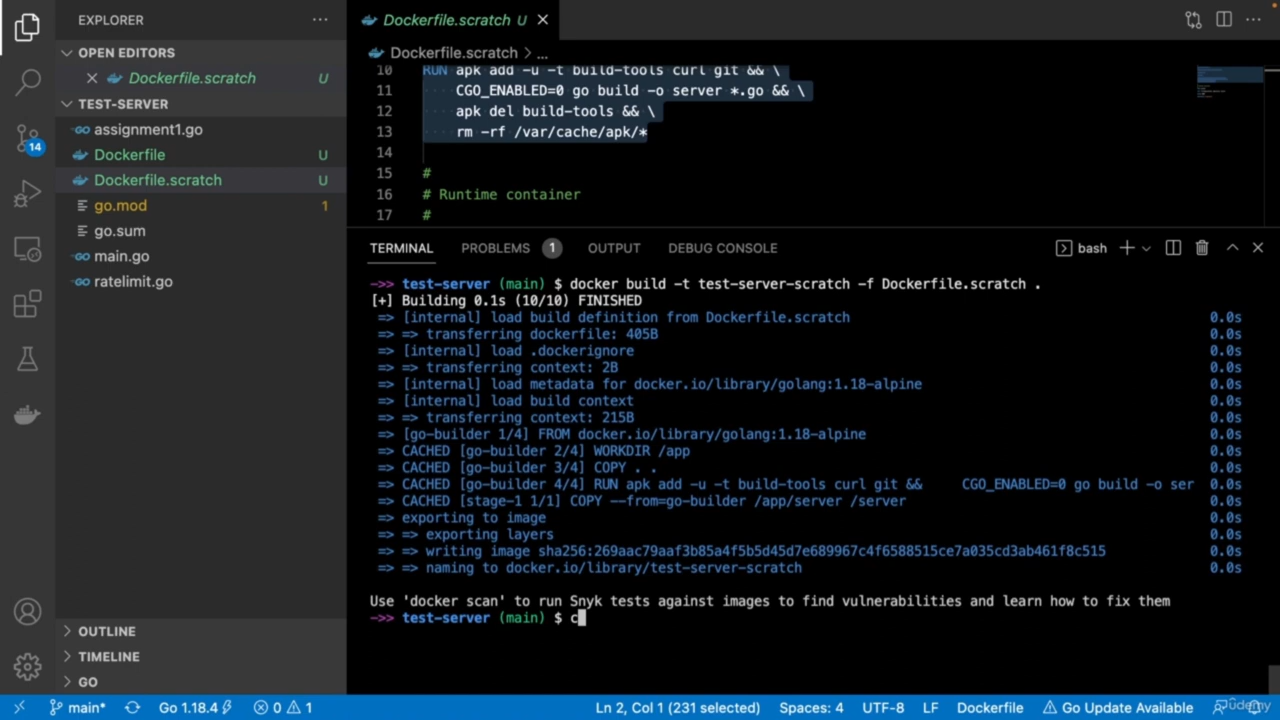 EXPLORER
OPEN EDITORS
Dockerfile.scratch U
TEST-SERVER
assignment1.go
Dockerfile U
Dockerfile.scratch U
go.mod 1
go.sum
main.go
ratelimit.go
14
OUTLINE
TIMELINE
GO
Dockerfile.scratch U
Dockerfile.scratch > ...
10 RUN apk add -u -t build-tools curl git && \
11 CGO_ENABLED=0 go build -o server *.go && \
12 apk del build-tools && \
13 rm -rf /var/cache/apk/*
14
15 #
16 # Runtime container
17 #
TERMINAL PROBLEMS 1 OUTPUT DEBUG CONSOLE bash
->> test-server (main) $ docker build -t test-server-scratch -f Dockerfile.scratch .
[+] Building 0.1s (10/10) FINISHED
=> [internal] load build definition from Dockerfile.scratch 0.0s
=> => transferring dockerfile: 405B 0.0s
=> [internal] load .dockerignore 0.0s
=> => transferring context: 2B 0.0s
=> [internal] load metadata for docker.io/library/golang:1.18-alpine 0.0s
=> [internal] load build context 0.0s
=> => transferring context: 215B 0.0s
=> [go-builder 1/4] FROM docker.io/library/golang:1.18-alpine 0.0s
=> CACHED [go-builder 2/4] WORKDIR /app 0.0s
=> CACHED [go-builder 3/4] COPY . . 0.0s
=> CACHED [go-builder 4/4] RUN apk add -u -t build-tools curl git && CGO_ENABLED=0 go build -o ser 0.0s
=> CACHED [stage-1 1/1] COPY --from=go-builder /app/server /server 0.0s
=> exporting to image 0.0s
=> => exporting layers 0.0s
=> => writing image sha256:269aac79aaf3b85a4f5b5d45d7e689967c4f6588515ce7a035cd3ab461f8c515 0.0s
=> => naming to docker.io/library/test-server-scratch 0.0s
Use 'docker scan' to run Snyk tests against images to find vulnerabilities and learn how to fix them
->> test-server (main) $ c
main* Go 1.18.4 0 1 Ln 2, Col 1 (231 selected) Spaces: 4 UTF-8 LF Dockerfile Go Update Available
Udemy